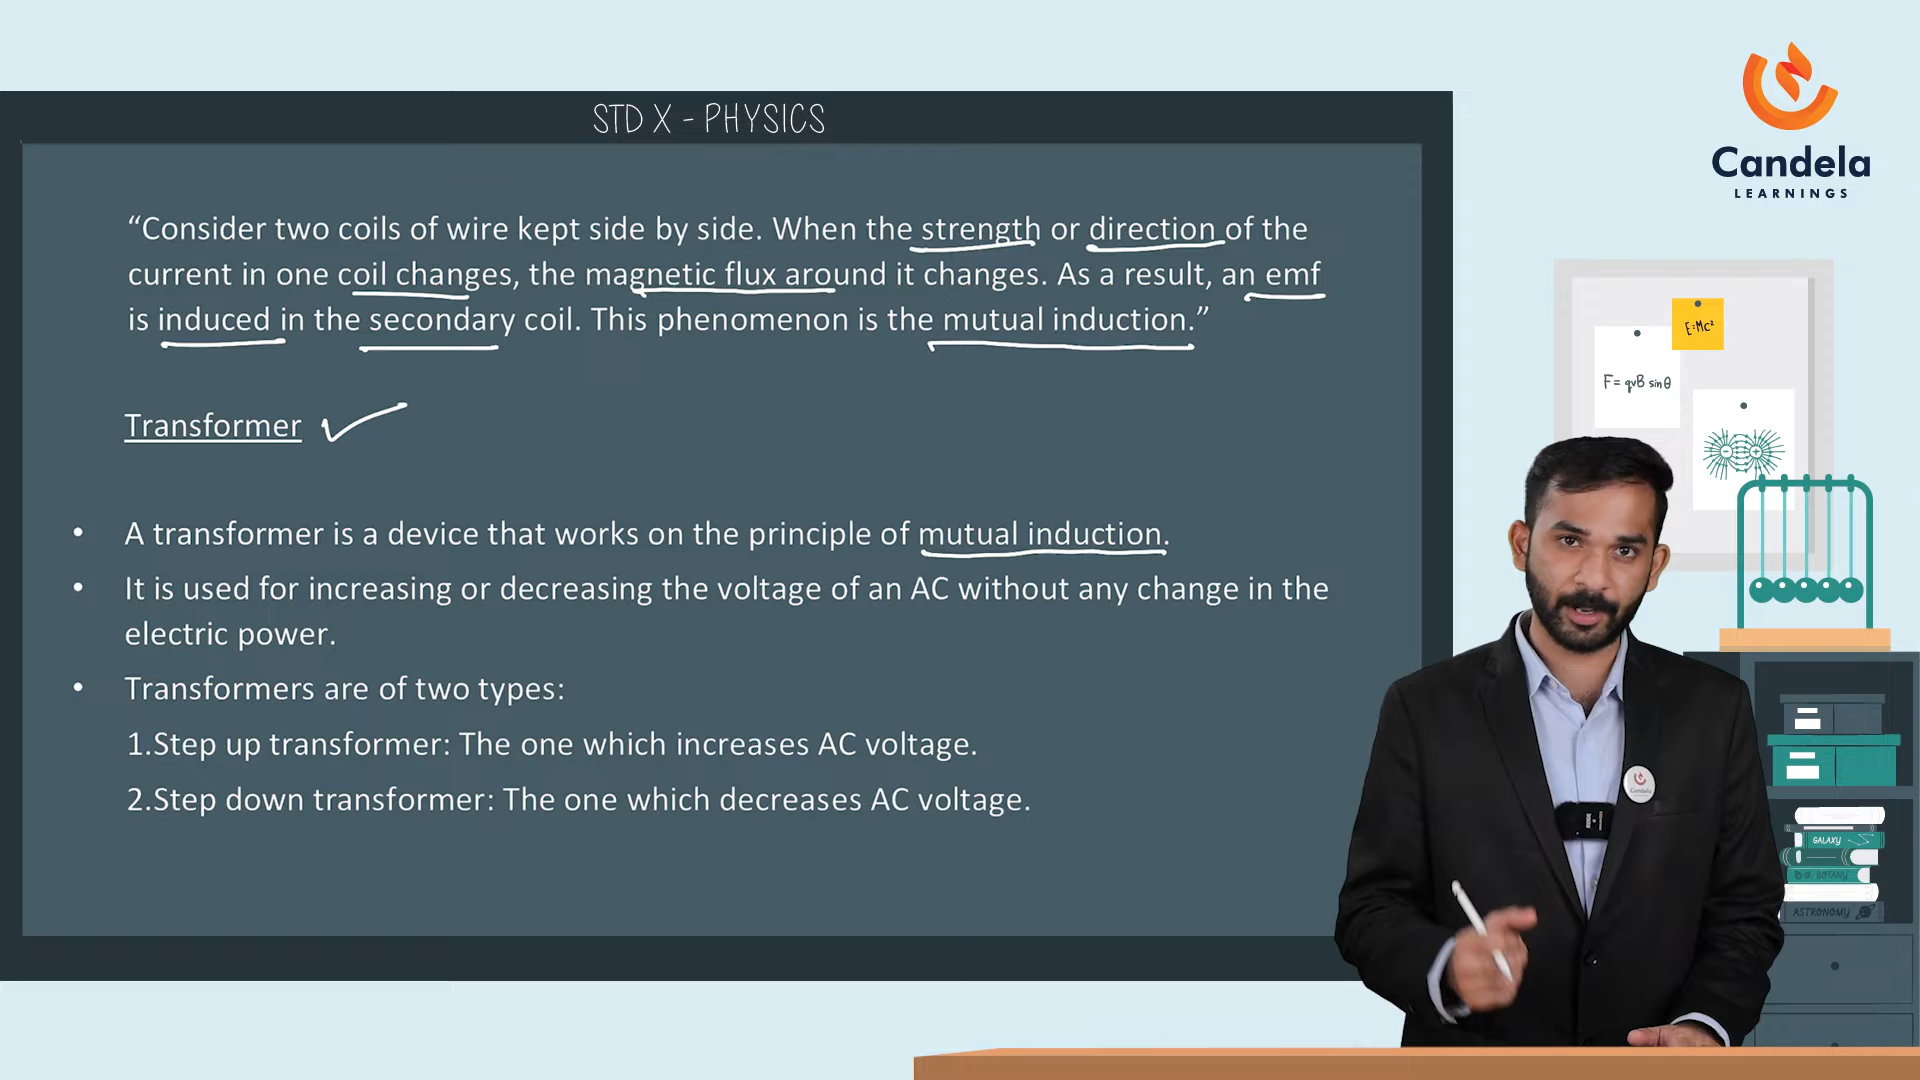 STD X - PHYSICS
Candela
LEARNINGS
“Consider two coils of wire kept side by side. When the strength or direction of the
current in one coil changes, the magnetic flux around it changes. As a result, an emf
is induced in the secondary coil. This phenomenon is the mutual induction.”
Transformer
• A transformer is a device that works on the principle of mutual induction.
• It is used for increasing or decreasing the voltage of an AC without any change in the
electric power.
• Transformers are of two types:
1.Step up transformer: The one which increases AC voltage.
2.Step down transformer: The one which decreases AC voltage.
E=Mc²
F= qvB sinθ
Candela
GALAXY
BOTANY
ASTRONOMY